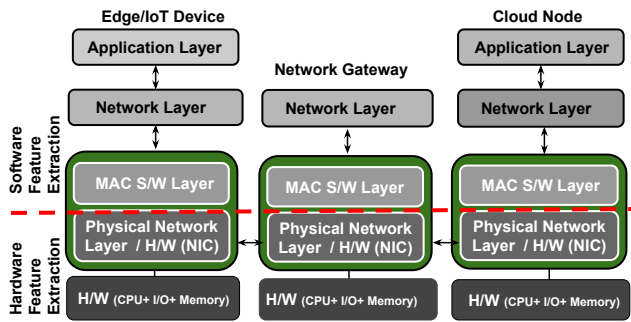 Edge/IoT Device
Cloud Node
Application Layer
Application Layer
Network Gateway
Network Layer
Network Layer
Network Layer
Software
Feature
Extraction
MAC S/W Layer
MAC S/W Layer
MAC S/W Layer
Hardware
Feature
Extraction
Physical Network
Layer / H/W (NIC)
Physical Network
Layer / H/W (NIC)
Physical Network
Layer / H/W (NIC)
H/W (CPU+ I/O+ Memory)
H/W (CPU+ I/O+ Memory)
H/W (CPU+ I/O+ Memory)